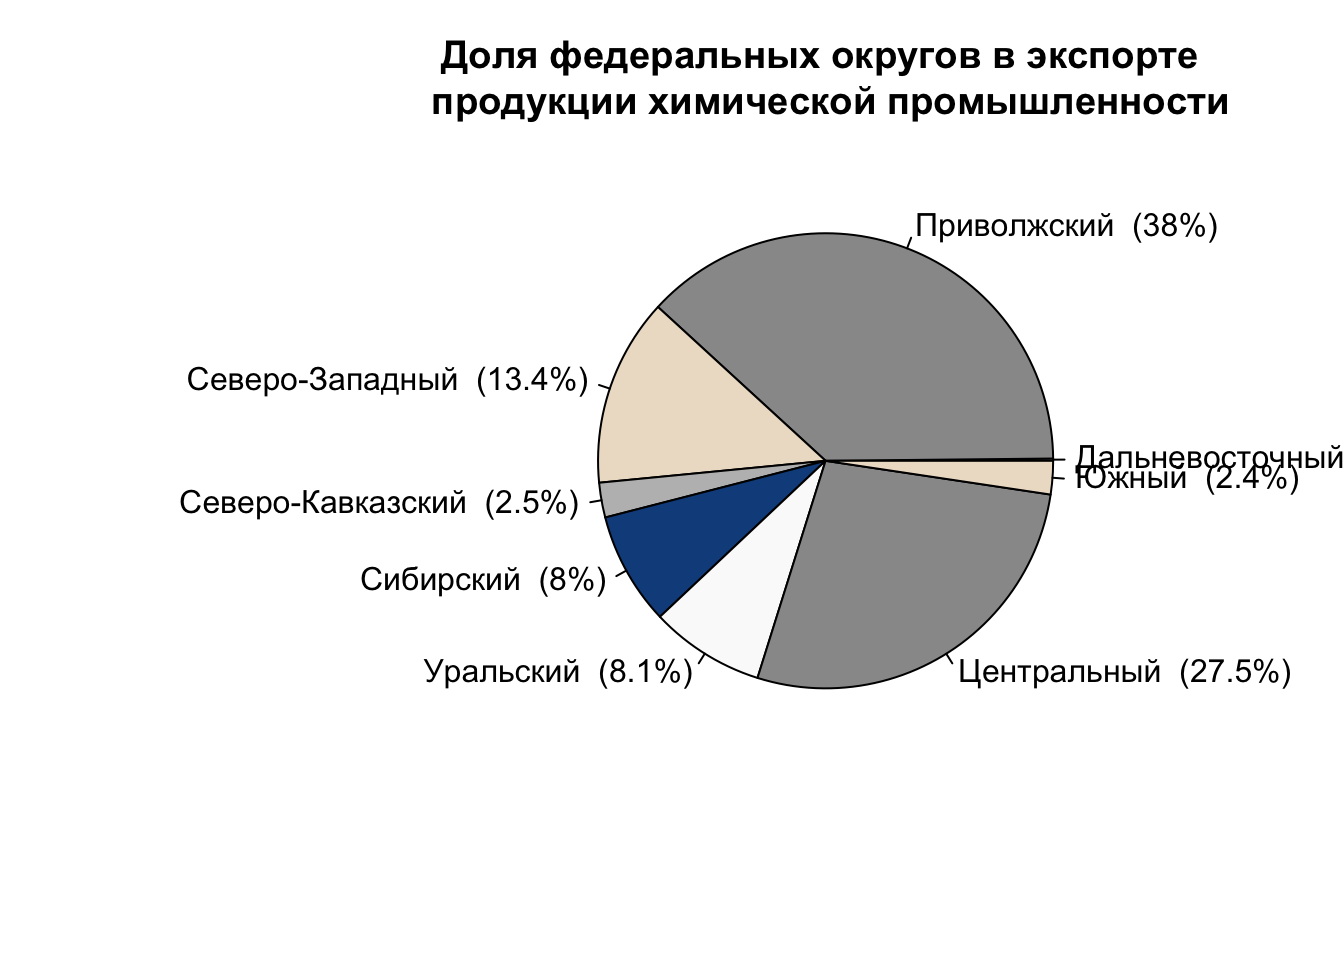 Доля федеральных округов в экспорте
продукции химической промышленности
Приволжский (38%)
Северо-Западный (13.4%)
Дальневосточный
Южный (2.4%)
Северо-Кавказский (2.5%)
Сибирский (8%)
Уральский (8.1%)
Центральный (27.5%)